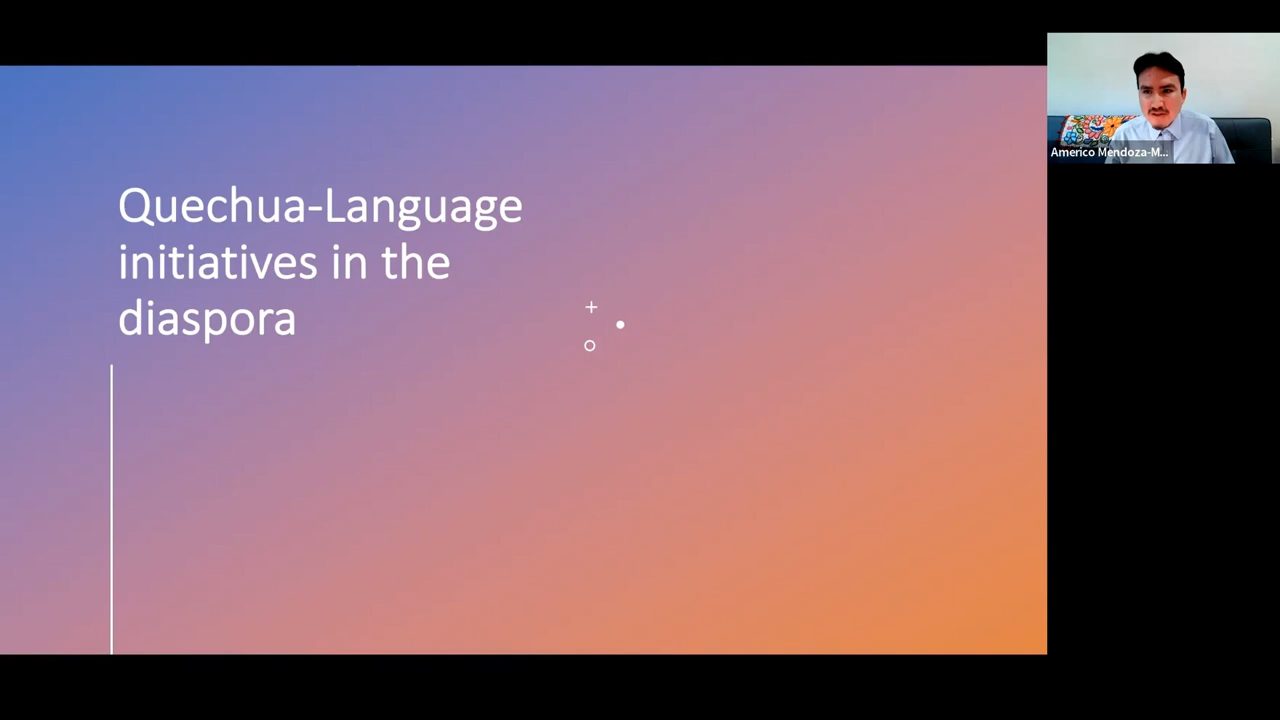 Quechua-Language
initiatives in the
diaspora
Americo Mendoza-M...